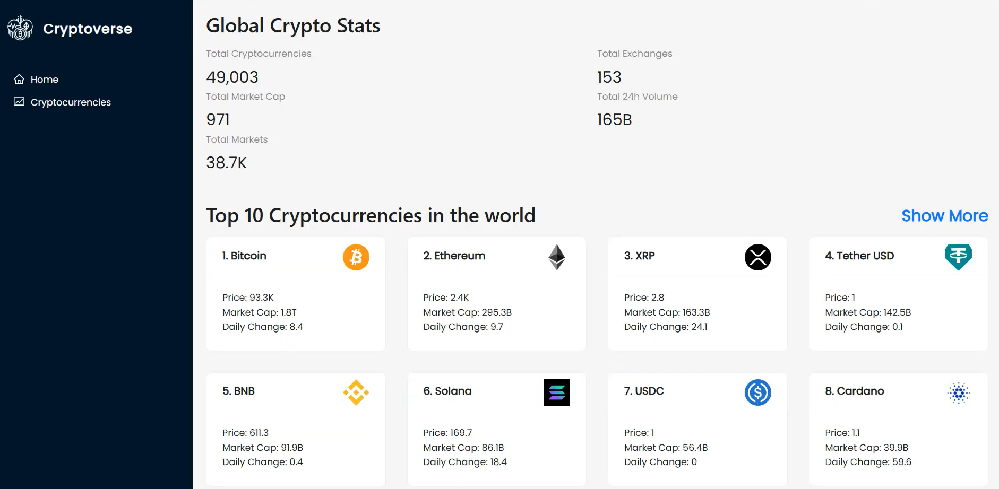 Cryptoverse
Home
Cryptocurrencies
Global Crypto Stats
Total Cryptocurrencies
49,003
Total Exchanges
153
Total Market Cap
971
Total 24h Volume
165B
Total Markets
38.7K
Top 10 Cryptocurrencies in the world
Show More
1. Bitcoin
Price: 93.3K
Market Cap: 1.8T
Daily Change: 8.4
2. Ethereum
Price: 2.4K
Market Cap: 295.3B
Daily Change: 9.7
3. XRP
Price: 2.8
Market Cap: 163.3B
Daily Change: 24.1
4. Tether USD
Price: 1
Market Cap: 142.5B
Daily Change: 0.1
5. BNB
Price: 611.3
Market Cap: 91.9B
Daily Change: 0.4
6. Solana
Price: 169.7
Market Cap: 86.1B
Daily Change: 18.4
7. USDC
Price: 1
Market Cap: 56.4B
Daily Change: 0
8. Cardano
Price: 1.1
Market Cap: 39.9B
Daily Change: 59.6